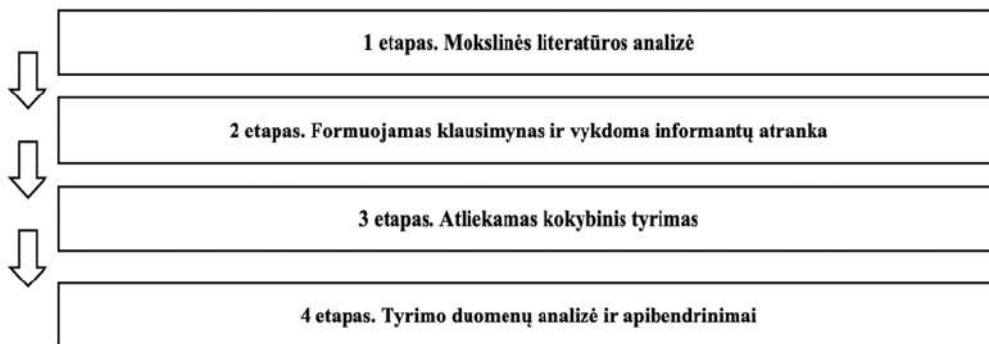 1 etapas. Mokslinės literatūros analizė
2 etapas. Formuojamas klausimynas ir vykdoma informantų atranka
3 etapas. Atliekamas kokybinis tyrimas
4 etapas. Tyrimo duomenų analizė ir apibendrinimai